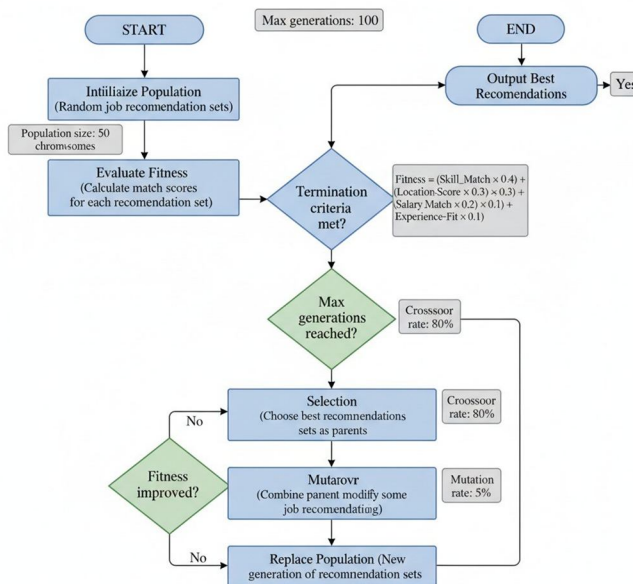 START
Max generations: 100
END
Intiiliaize Population
(Random job recomendation sets)
Output Best
Recomendations
Yes
Population size: 50
chromsomes
Evaluate Fitness
(Calculate match scores
for each recomendation set)
Termination
criteria
met?
Fitness = (Skill_Match × 0.4) +
(Location-Score × 0.3) × 0.3) +
(Salary Match × 0.2) × 0.1) +
Experience-Fit × 0.1)
Max
generations
reached?
Crosssoor
rate: 80%
Selection
(Choose best recomnendations
sets as parents
Croossoor
rate: 80%
No
Fitness
improved?
Mutarovr
(Combine parent modify some
job recomendating)
Mutation
rate: 5%
No
Replace Population (New
generation of recomnendation sets